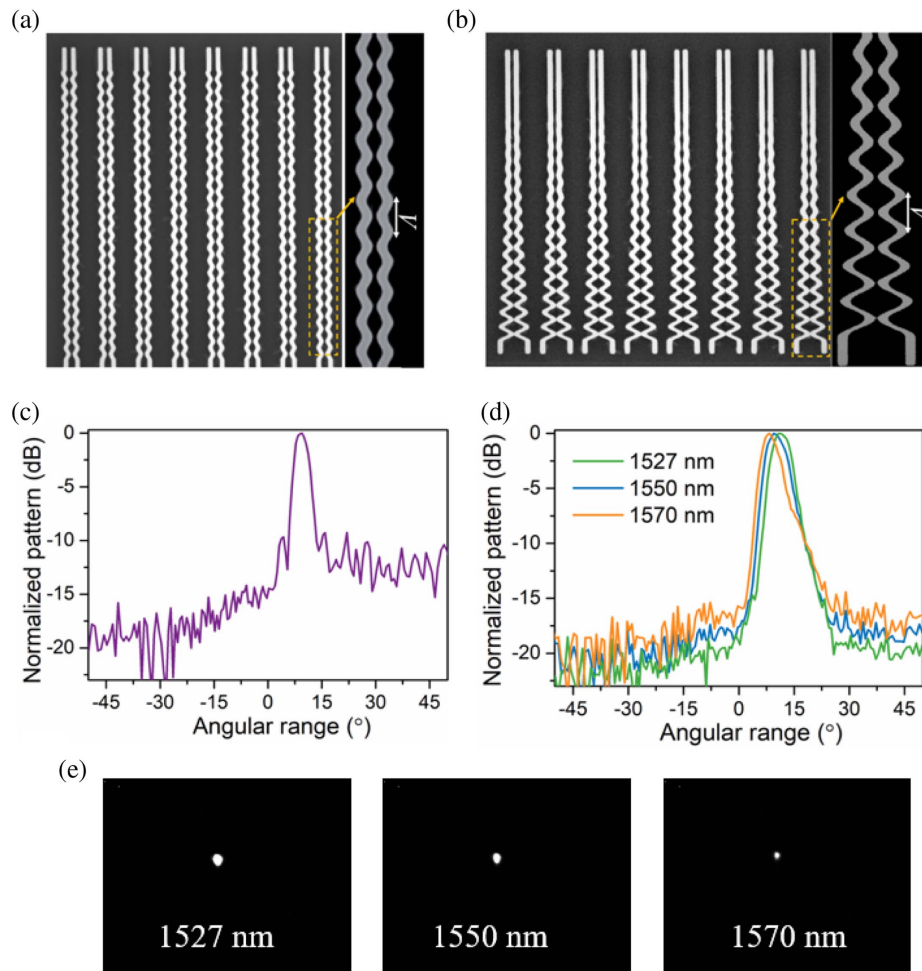 (a)
(b)
Λ
Λ
(c)
(d)
Normalized pattern (dB)
0
-5
-10
-15
-20
-45
-30
-15
0
15
30
45
Angular range (°)
Normalized pattern (dB)
0
-5
-10
-15
-20
1527 nm
1550 nm
1570 nm
-45
-30
-15
0
15
30
45
Angular range (°)
(e)
1527 nm
1550 nm
1570 nm